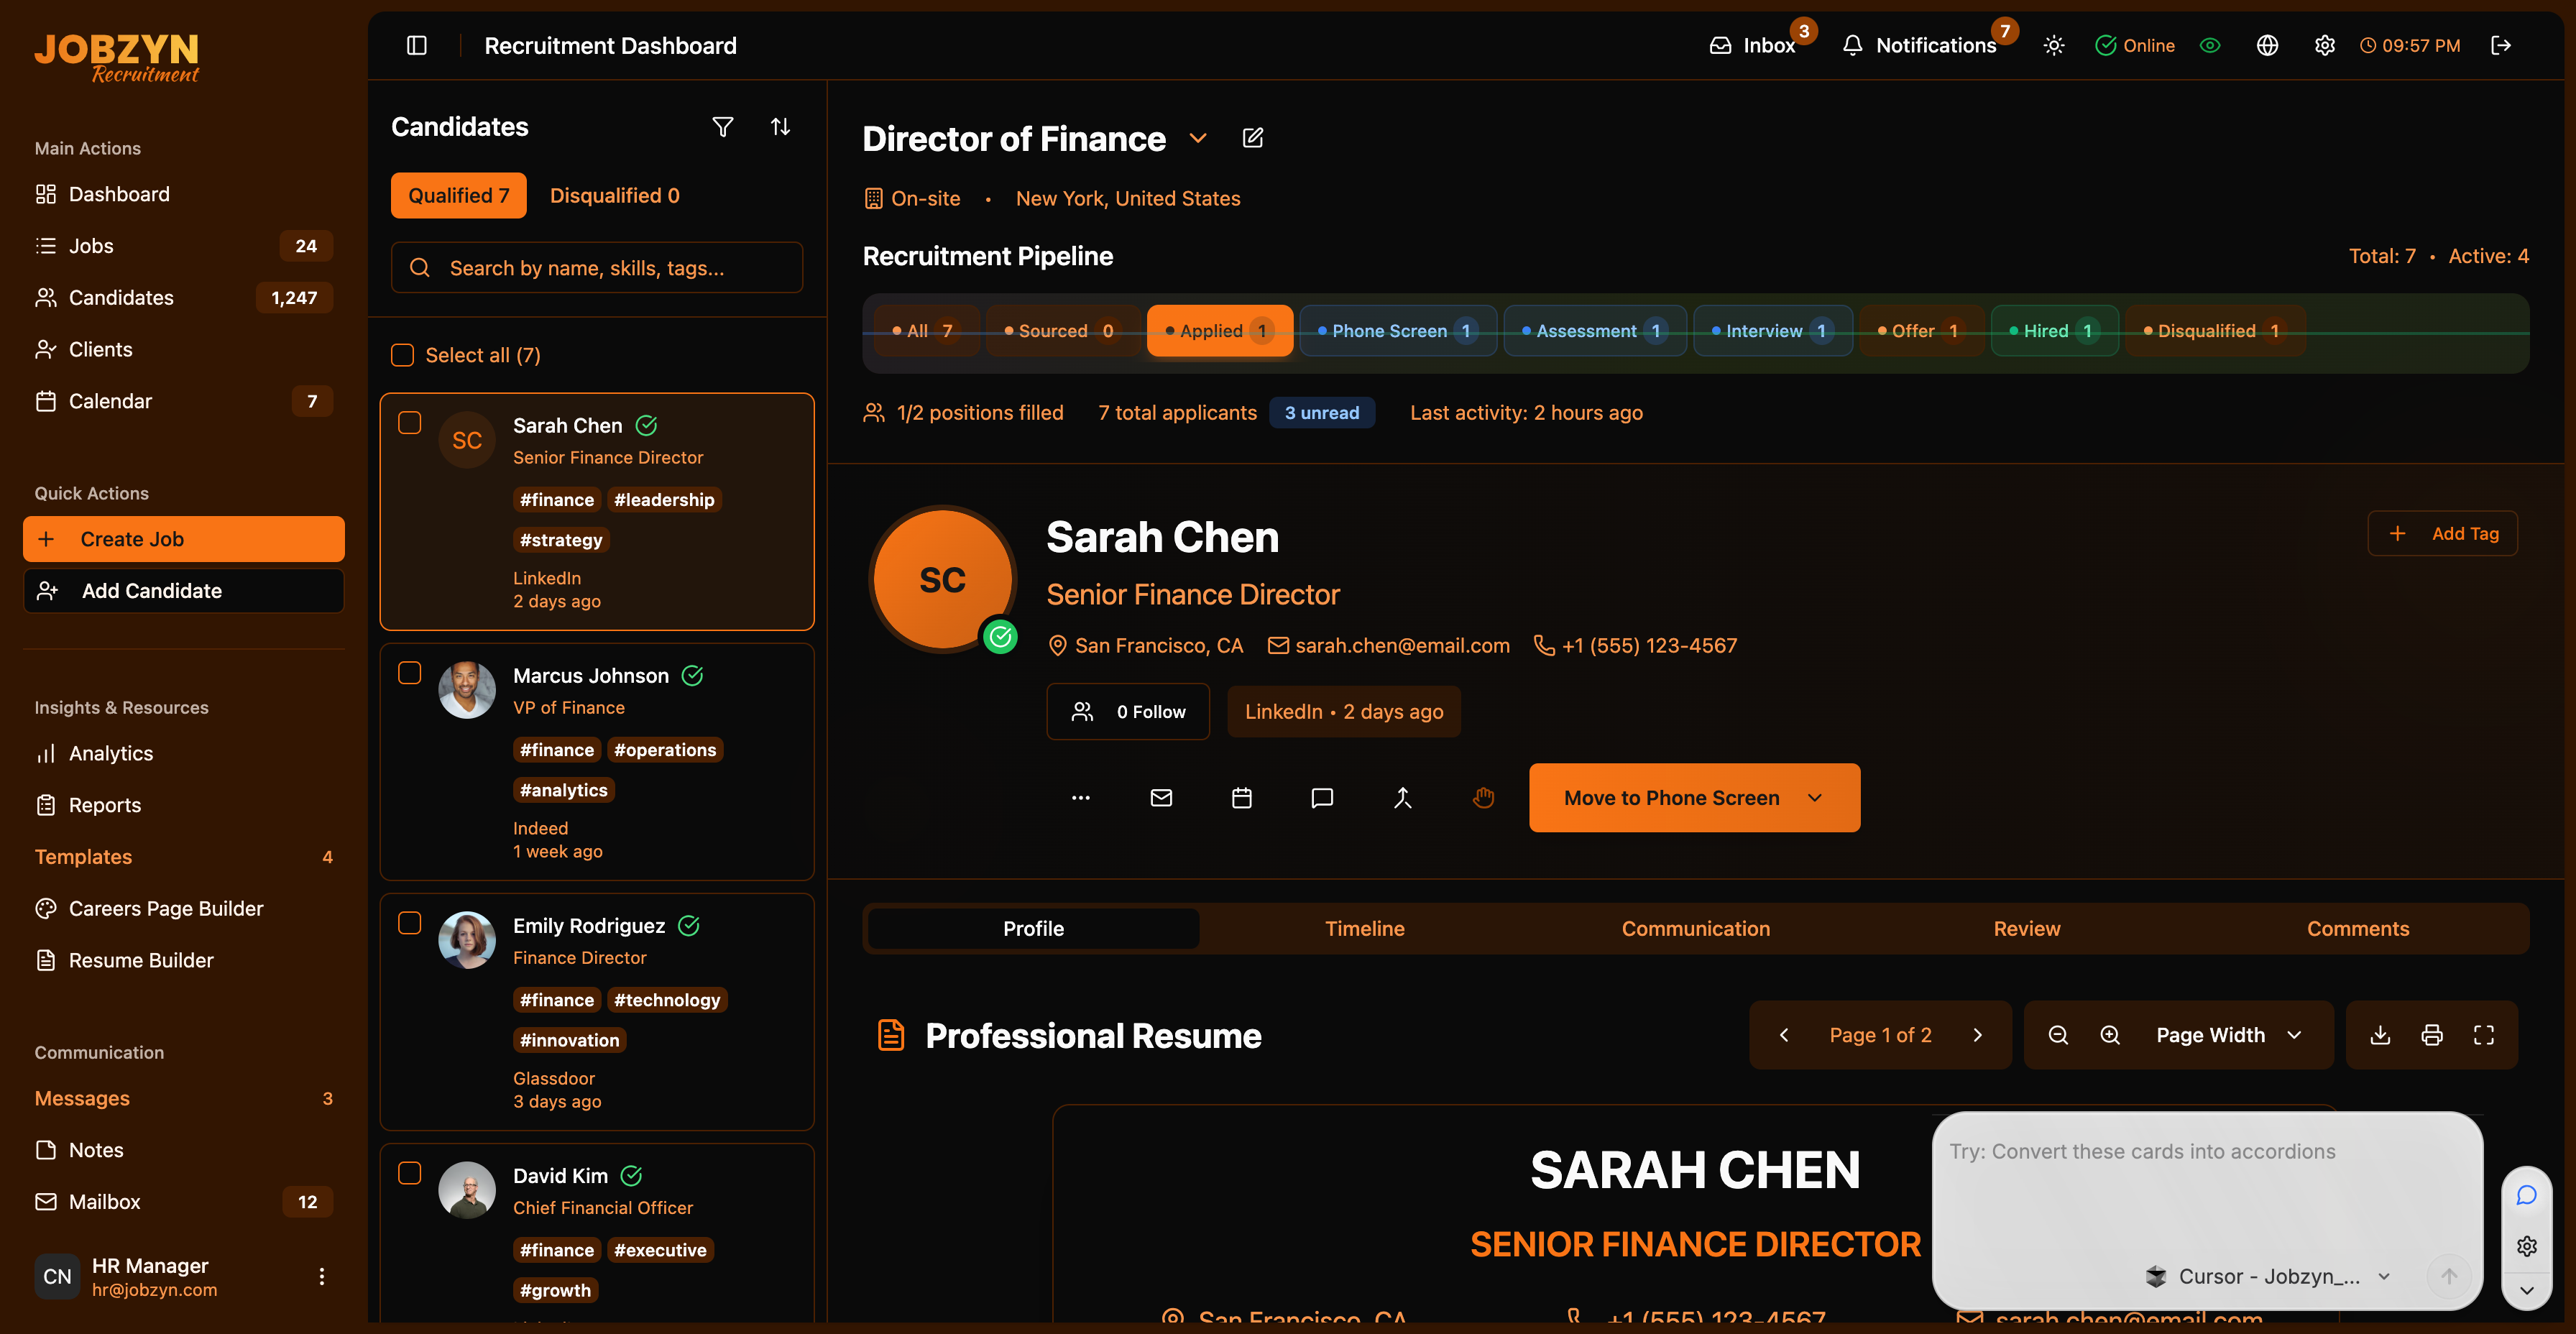 JOBZYN
Recruitment
Main Actions
Dashboard
Jobs 24
Candidates 1,247
Clients
Calendar 7
Quick Actions
Create Job
Add Candidate
Insights & Resources
Analytics
Reports
Templates 4
Careers Page Builder
Resume Builder
Communication
Messages 3
Notes
Mailbox 12
CN
HR Manager
hr@jobzyn.com
Recruitment Dashboard
Inbox 3
Notifications 7
Online
09:57 PM
Candidates
Qualified 7 Disqualified 0
Search by name, skills, tags...
Select all (7)
SC
Sarah Chen
Senior Finance Director
#finance #leadership
#strategy
LinkedIn
2 days ago
Marcus Johnson
VP of Finance
#finance #operations
#analytics
Indeed
1 week ago
Emily Rodriguez
Finance Director
#finance #technology
#innovation
Glassdoor
3 days ago
David Kim
Chief Financial Officer
#finance #executive
#growth
Director of Finance
On-site • New York, United States
Recruitment Pipeline
Total: 7 • Active: 4
All 7 Sourced 0 Applied 1 Phone Screen 1 Assessment 1 Interview 1 Offer 1 Hired 1 Disqualified 1
1/2 positions filled 7 total applicants 3 unread Last activity: 2 hours ago
SC
Sarah Chen
Add Tag
Senior Finance Director
San Francisco, CA sarah.chen@email.com +1 (555) 123-4567
0 Follow LinkedIn • 2 days ago
Move to Phone Screen
Profile Timeline Communication Review Comments
Professional Resume
Page 1 of 2
Page Width
SARAH CHEN
SENIOR FINANCE DIRECTOR
San Francisco, CA +1 (555) 123-4567 sarah.chen@email.com
Try: Convert these cards into accordions
Cursor - Jobzyn_...